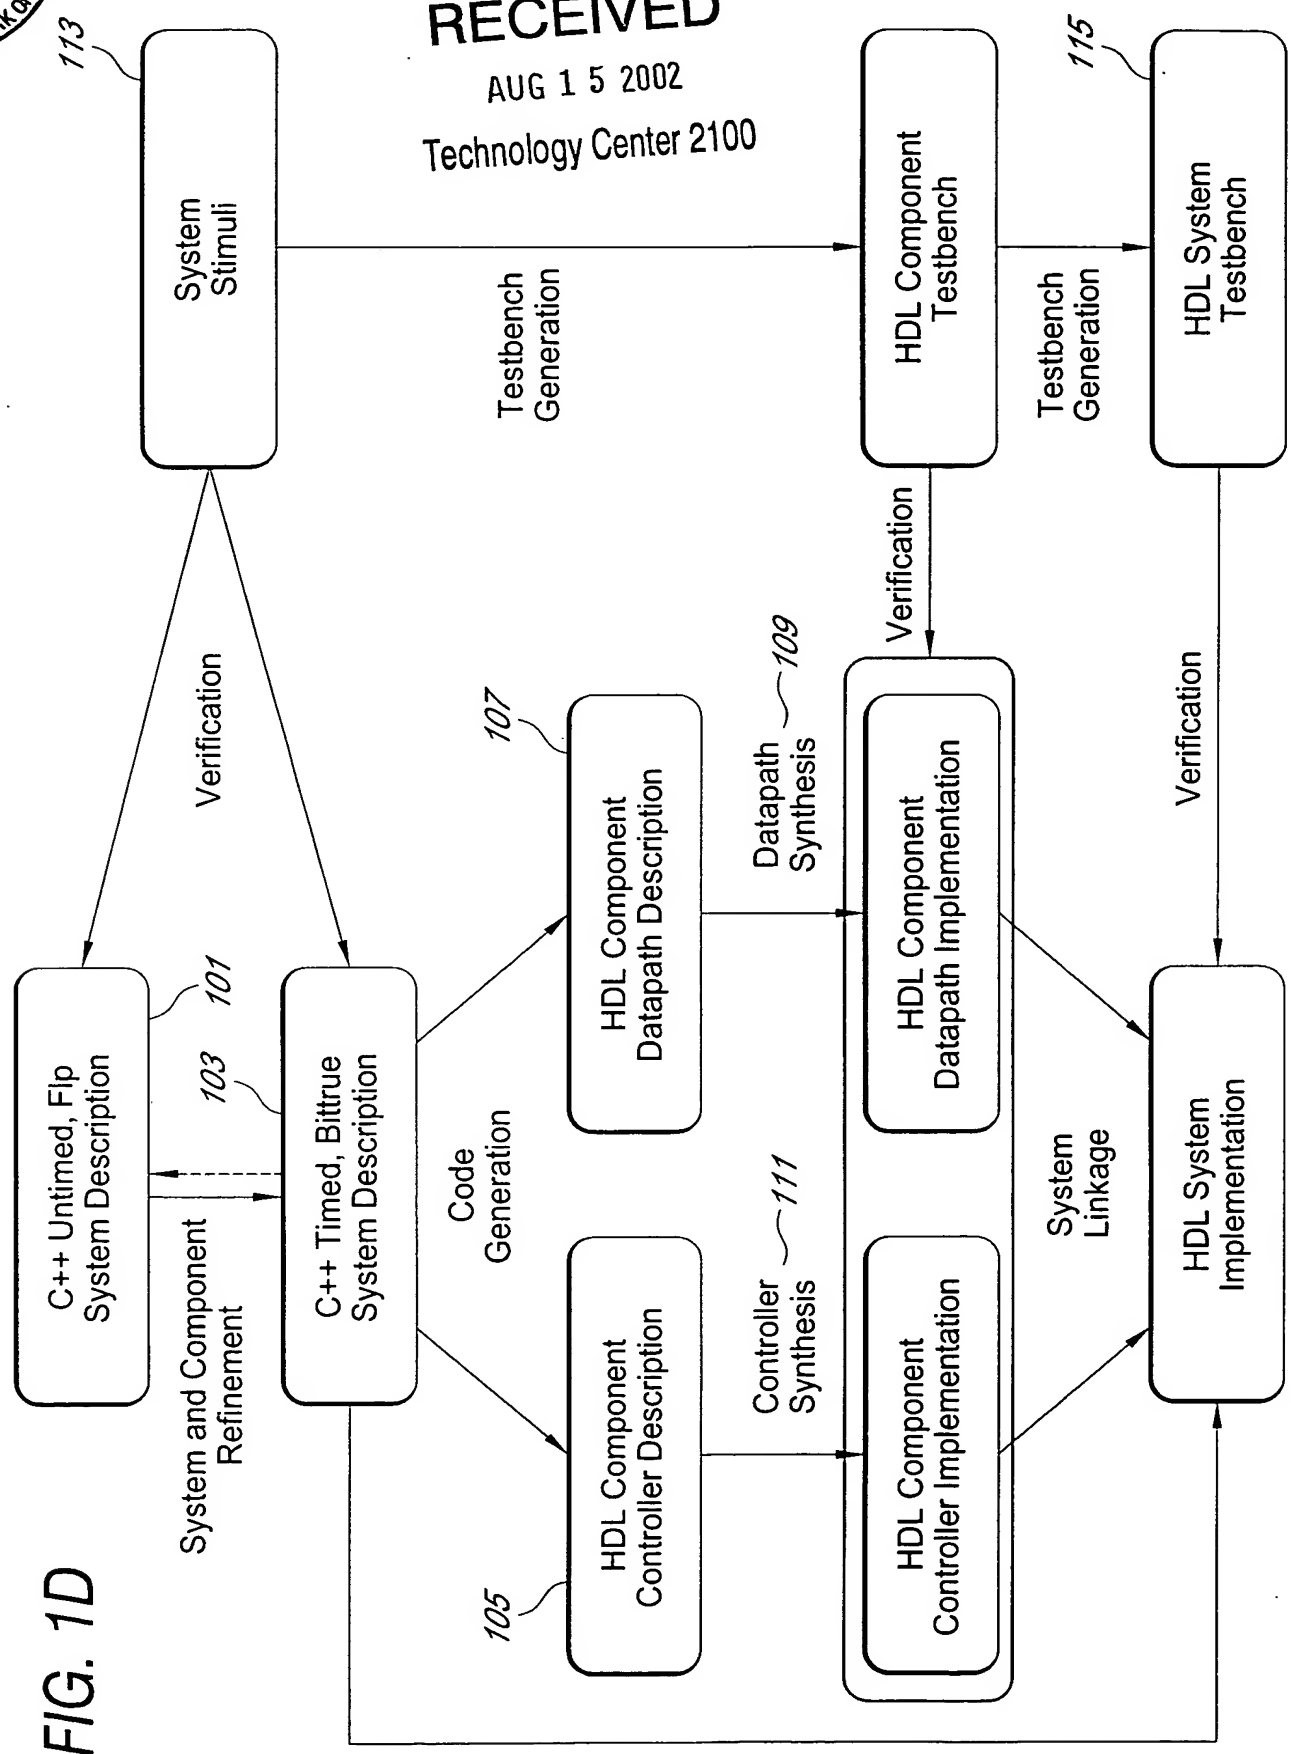 RECEIVED
AUG 15 2002
Technology Center 2100
FIG. 1D
C++ Untimed, Flp
System Description
101
System and Component
Refinement
C++ Timed, Bittrue
System Description
103
Verification
System
Stimuli
113
Code
Generation
HDL Component
Controller Description
105
HDL Component
Datapath Description
107
Testbench
Generation
Controller
Synthesis
111
Datapath
Synthesis
109
HDL Component
Controller Implementation
HDL Component
Datapath Implementation
Verification
HDL Component
Testbench
System
Linkage
Testbench
Generation
HDL System
Implementation
Verification
HDL System
Testbench
115